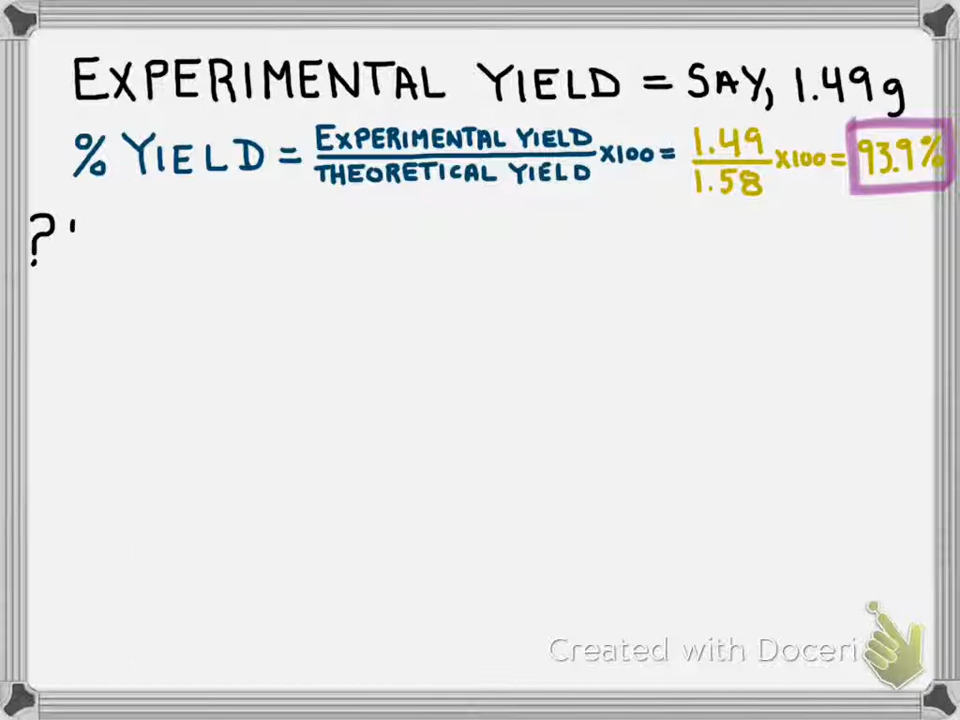 EXPERIMENTAL YIELD = SAY, 1.49g
% YIELD = EXPERIMENTAL YIELD / THEORETICAL YIELD X100 = 1.49 / 1.58 X100 = 93.9%
?
Created with Doceri